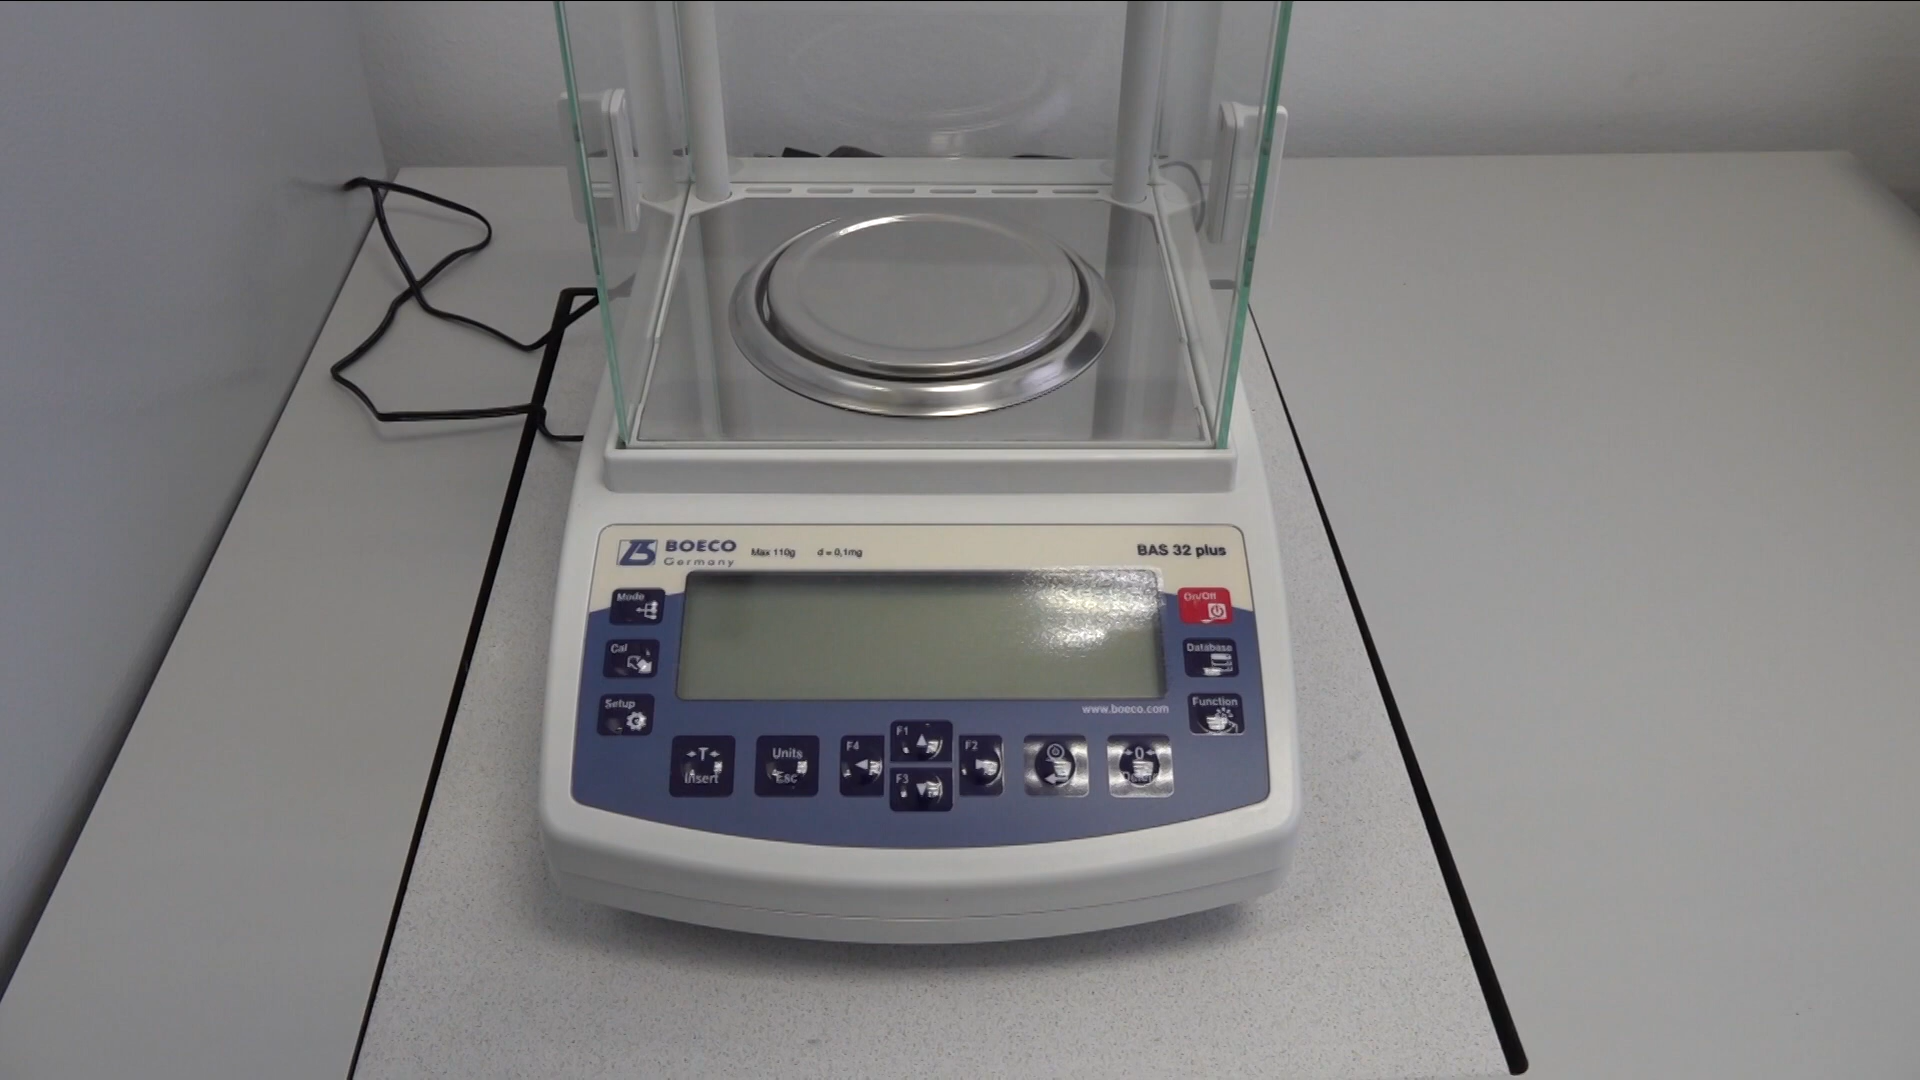 BOECO
Germany
Max 110g d = 0,1mg
BAS 32 plus
Mode
On/Off
Cal
Database
Setup
Function
www.boeco.com
T
Insert
Units
Esc
F4
F1
F3
F2
0
Delete